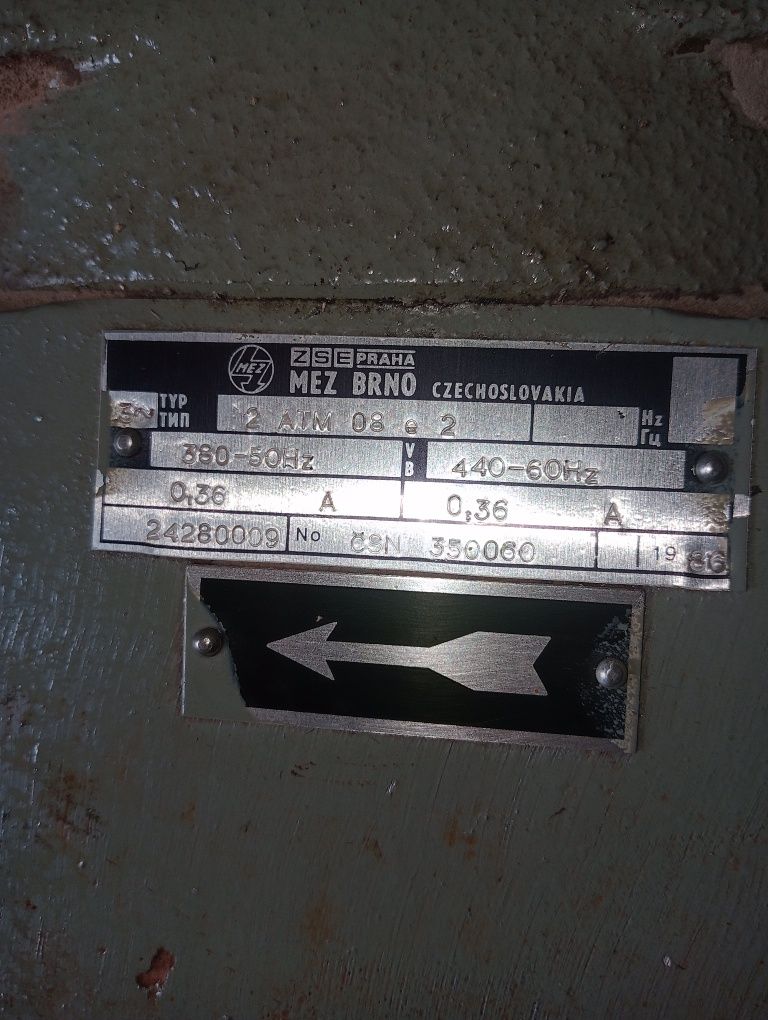 MEZ ZSE PRAHA
MEZ BRNO CZECHOSLOVAKIA
3~ TYP ТИП 2 ATM 08 e 2 Hz Гц
380-50Hz V В 440-60Hz
0,36 A 0,36 A
24280009 No ČSN 350060 19 86